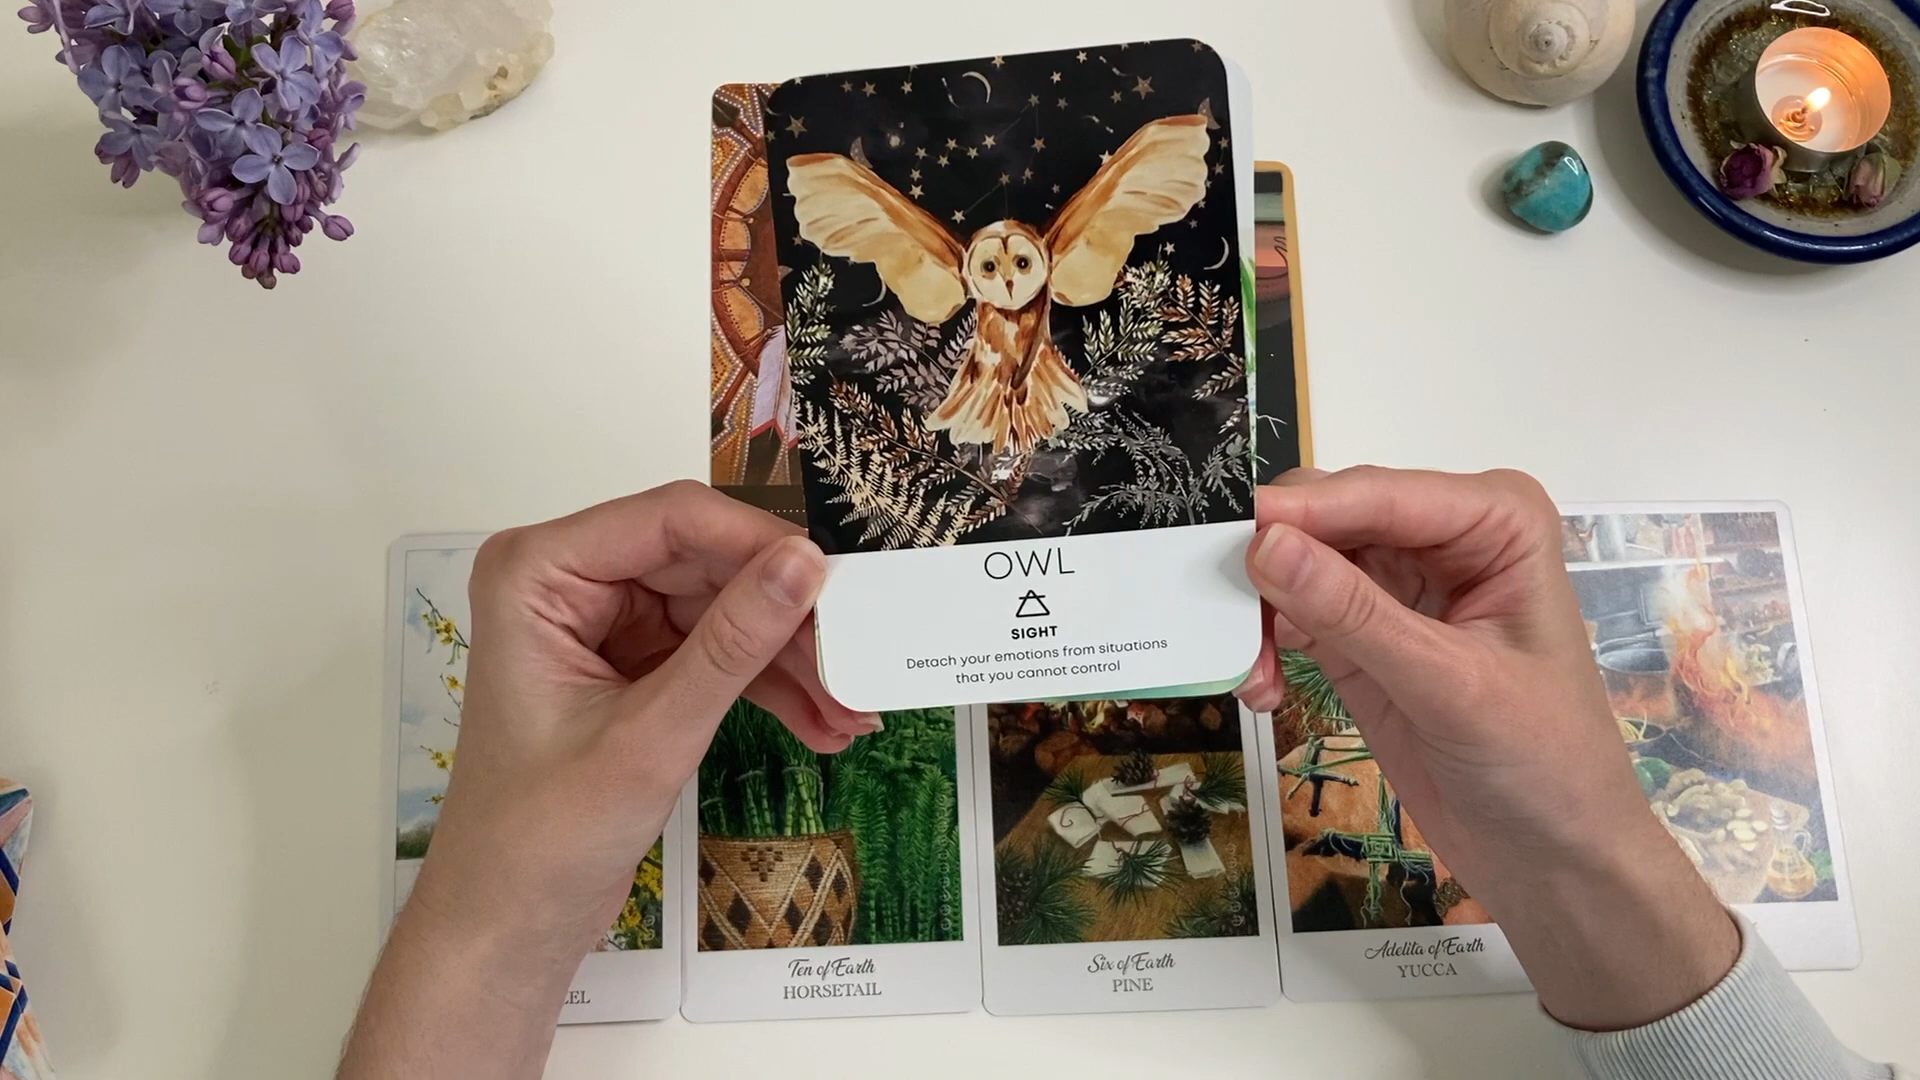 OWL
SIGHT
Detach your emotions from situations
that you cannot control
Ten of Earth
HORSETAIL
Six of Earth
PINE
Adelita of Earth
YUCCA